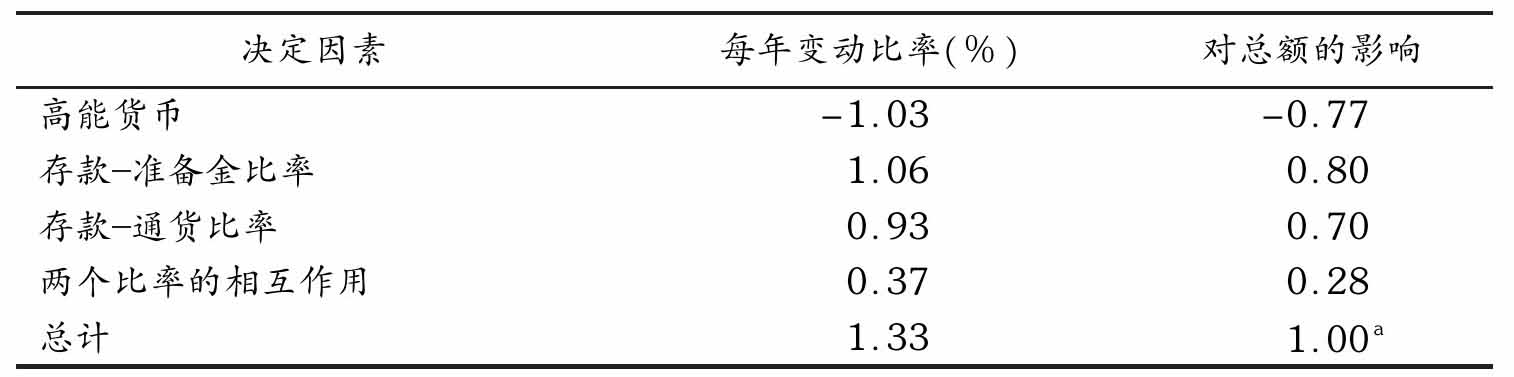 决定因素 每年变动比率(%) 对总额的影响
高能货币 -1.03 -0.77
存款-准备金比率 1.06 0.80
存款-通货比率 0.93 0.70
两个比率的相互作用 0.37 0.28
总计 1.33 1.00ᵃ